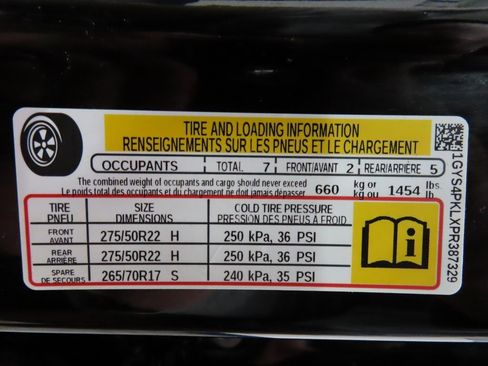 TIRE AND LOADING INFORMATION
RENSEIGNEMENTS SUR LES PNEUS ET LE CHARGEMENT
OCCUPANTS TOTAL 7 FRONT/AVANT 2 REAR/ARRIÈRE 5
The combined weight of occupants and cargo should never exceed 660 kg or 1454 lbs.
Le poids total des occupants et du chargement ne doit jamais dépasser kg ou lb.
TIRE SIZE COLD TIRE PRESSURE
PNEU DIMENSIONS PRESSION DES PNEUS A FROID
FRONT
AVANT 275/50R22 H 250 kPa, 36 PSI
REAR
ARRIÈRE 275/50R22 H 250 kPa, 36 PSI
SPARE
DE SECOURS 265/70R17 S 240 kPa, 35 PSI
1GYS4PKLXPR387329